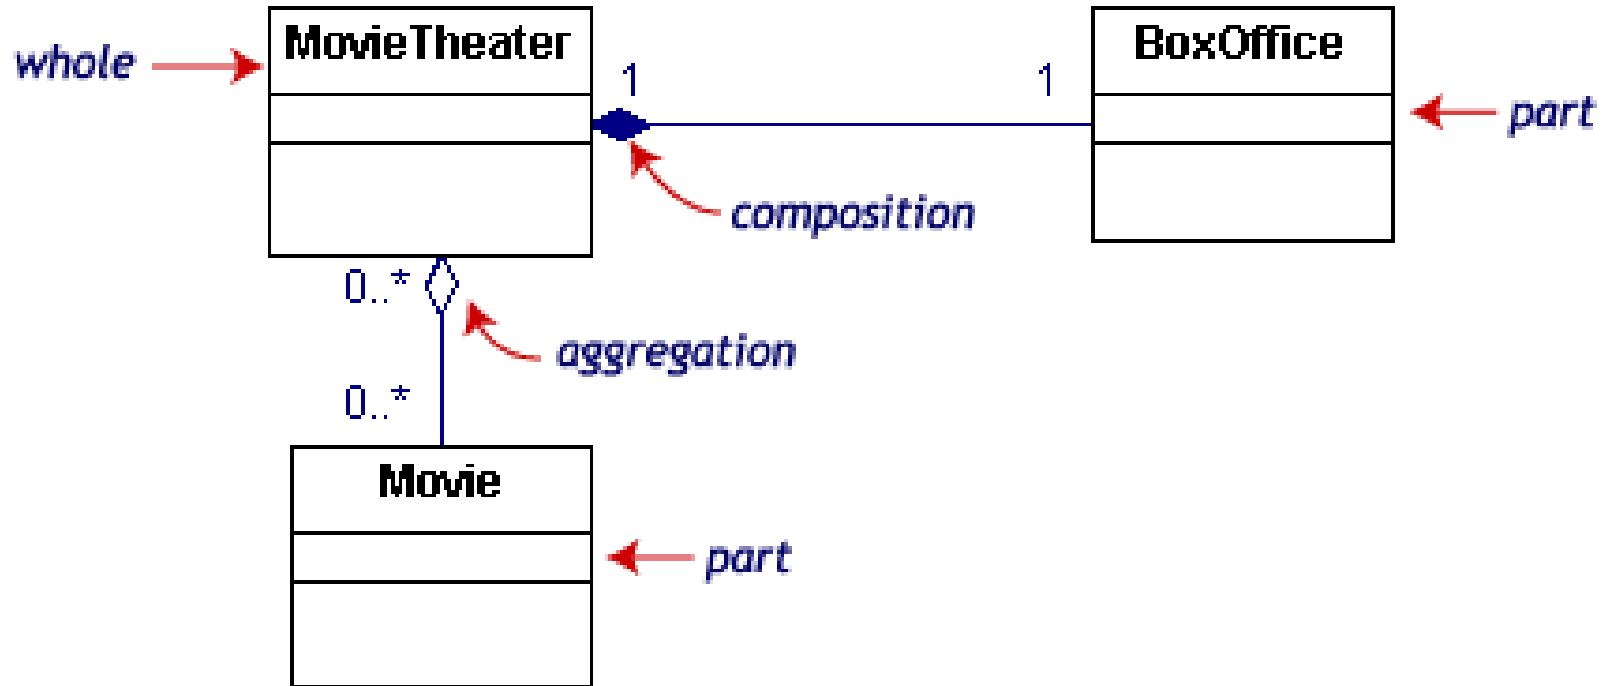 MovieTheater
BoxOffice
whole
1
1
part
composition
0..*
aggregation
0..*
Movie
part